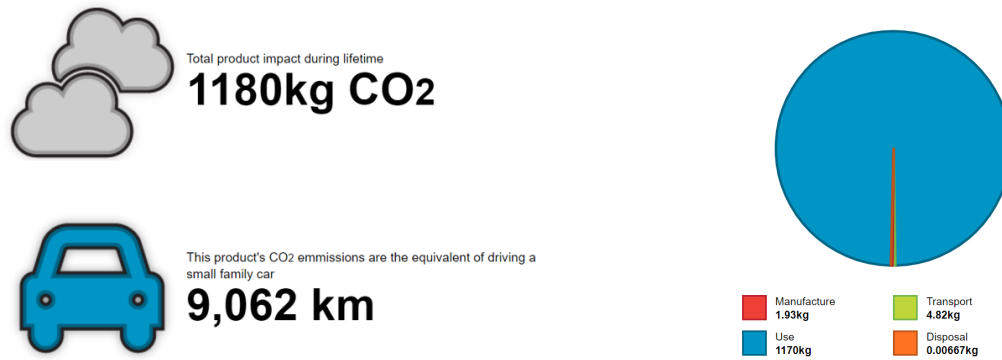 Total product impact during lifetime
1180kg CO2
This product's CO2 emmissions are the equivalent of driving a
small family car
9,062 km
Manufacture
1.93kg
Transport
4.82kg
Use
1170kg
Disposal
0.00667kg